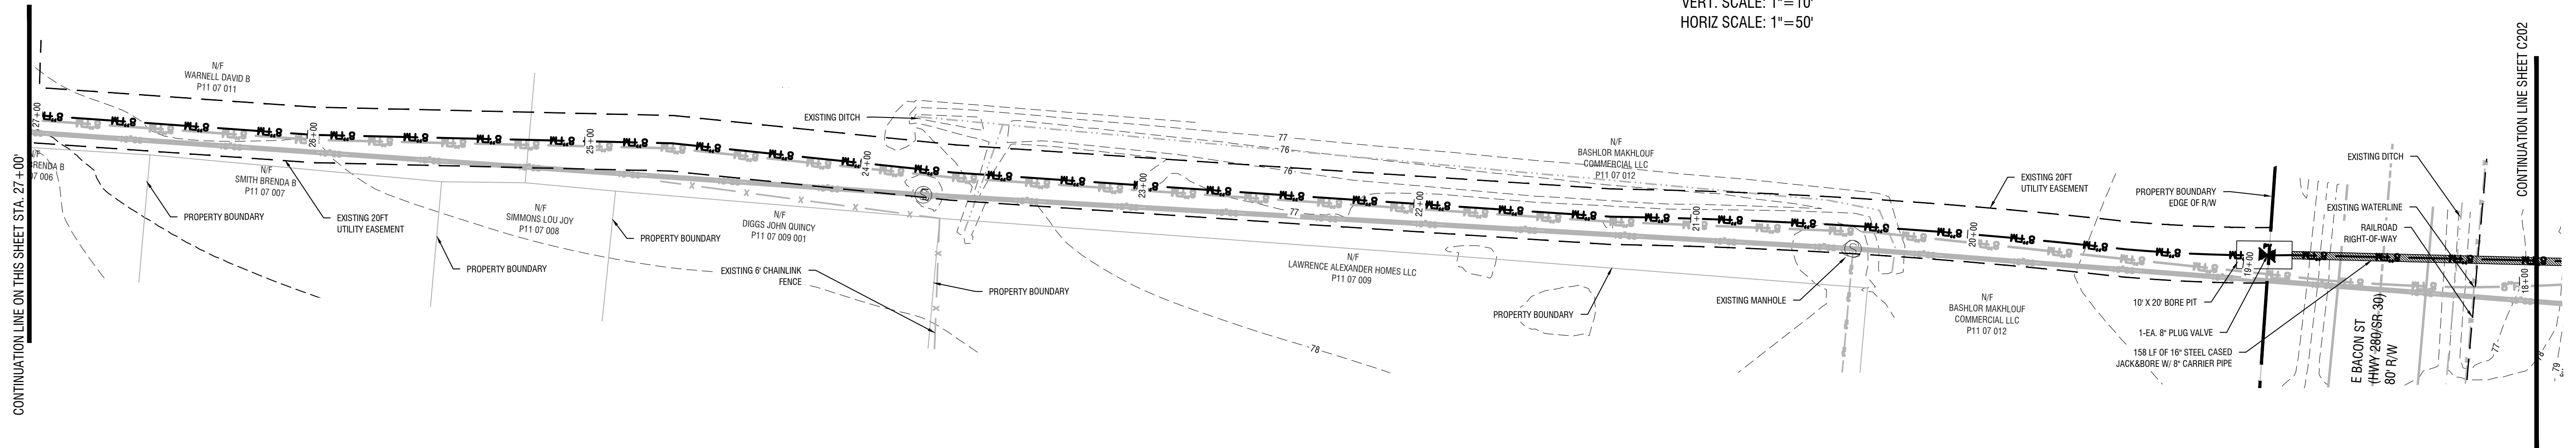 VERT. SCALE: 1"=10'
HORIZ SCALE: 1"=50'
CONTINUATION LINE ON THIS SHEET STA. 27+00'
CONTINUATION LINE SHEET C202
N/F
WARNELL DAVID B
P11 07 011
27+00
26+00
25+00
24+00
23+00
22+00
21+00
20+00
19+00
18+00
8"FM
N/F
RENDA B
07 006
PROPERTY BOUNDARY
N/F
SMITH BRENDA B
P11 07 007
EXISTING 20FT
UTILITY EASEMENT
PROPERTY BOUNDARY
N/F
SIMMONS LOU JOY
P11 07 008
PROPERTY BOUNDARY
N/F
DIGGS JOHN QUINCY
P11 07 009 001
EXISTING DITCH
EXISTING 6' CHAINLINK
FENCE
PROPERTY BOUNDARY
77
76
76
77
78
N/F
BASHLOR MAKHLOUF
COMMERCIAL LLC
P11 07 012
N/F
LAWRENCE ALEXANDER HOMES LLC
P11 07 009
PROPERTY BOUNDARY
EXISTING MANHOLE
N/F
BASHLOR MAKHLOUF
COMMERCIAL LLC
P11 07 012
EXISTING 20FT
UTILITY EASEMENT
PROPERTY BOUNDARY
EDGE OF R/W
EXISTING DITCH
EXISTING WATERLINE
RAILROAD
RIGHT-OF-WAY
10' X 20' BORE PIT
1-EA. 8" PLUG VALVE
158 LF OF 16" STEEL CASED
JACK&BORE W/ 8" CARRIER PIPE
E BACON ST
(HWY 280/SR 30)
80' R/W
77
78
79